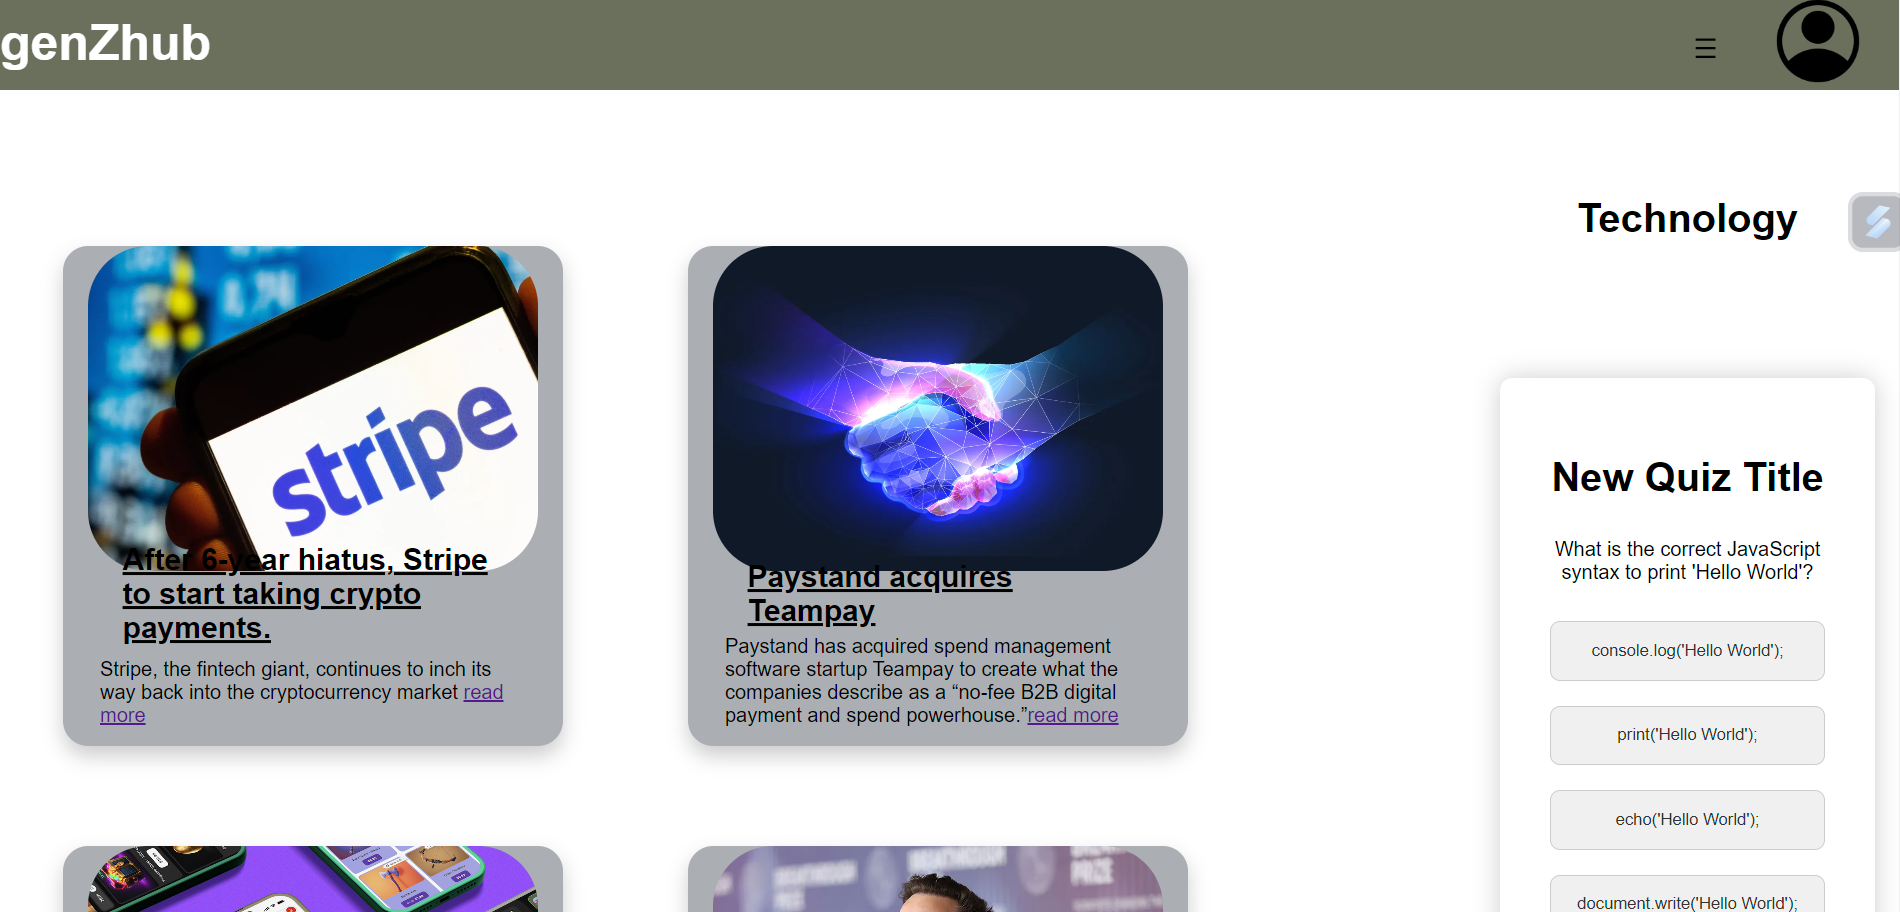 genZhub
Technology
stripe
After 6-year hiatus, Stripe
to start taking crypto
payments.
Stripe, the fintech giant, continues to inch its
way back into the cryptocurrency market read
more
Paystand acquires
Teampay
Paystand has acquired spend management
software startup Teampay to create what the
companies describe as a “no-fee B2B digital
payment and spend powerhouse.”read more
New Quiz Title
What is the correct JavaScript
syntax to print 'Hello World'?
console.log('Hello World');
print('Hello World');
echo('Hello World');
document.write('Hello World');
BREAKTHROUGH
PRIZE